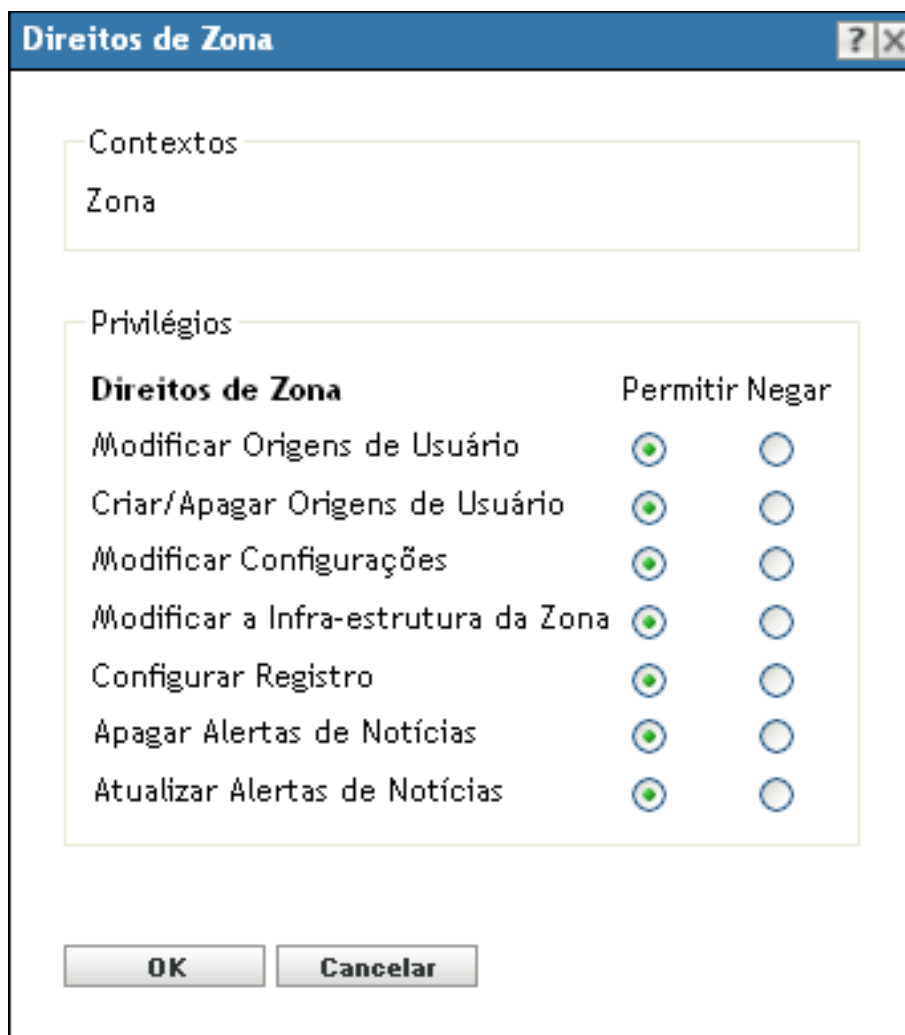 Direitos de Zona
Contextos
Zona
Privilégios
Direitos de Zona Permitir Negar
Modificar Origens de Usuário
Criar/Apagar Origens de Usuário
Modificar Configurações
Modificar a Infra-estrutura da Zona
Configurar Registro
Apagar Alertas de Notícias
Atualizar Alertas de Notícias
OK Cancelar